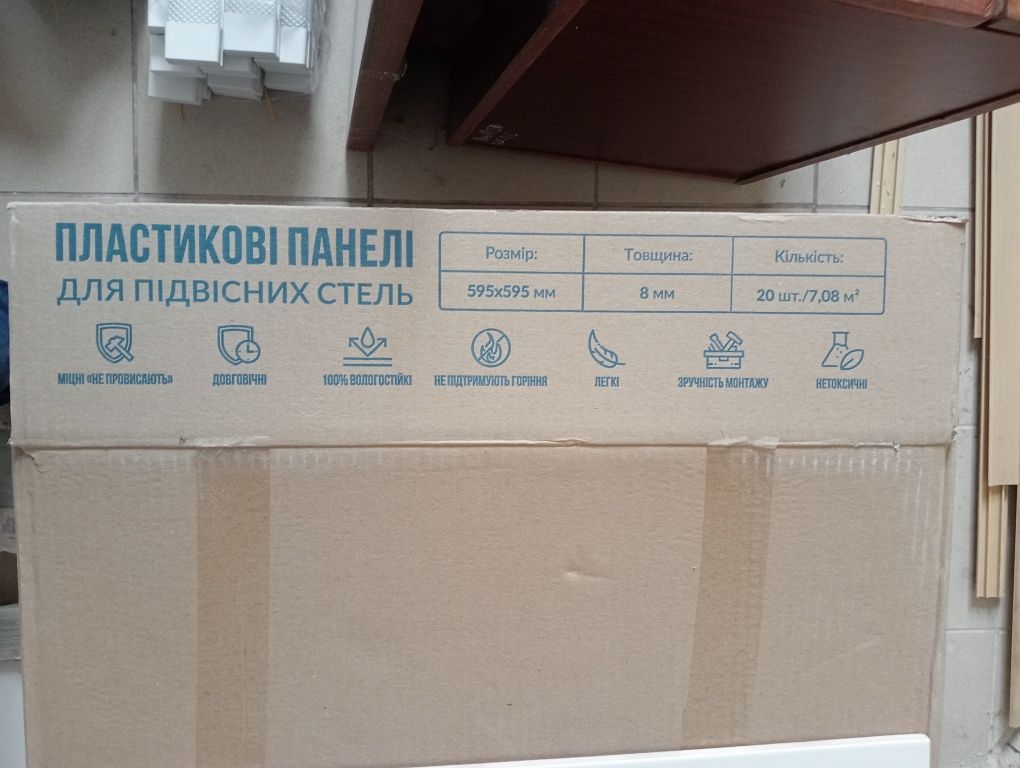 ПЛАСТИКОВІ ПАНЕЛІ
ДЛЯ ПІДВІСНИХ СТЕЛЬ
Розмір: Товщина: Кількість:
595х595 мм 8 мм 20 шт./7,08 м²
МІЦНІ «НЕ ПРОВИСАЮТЬ» ДОВГОВІЧНІ 100% ВОЛОГОСТІЙКІ НЕ ПІДТРИМУЮТЬ ГОРІННЯ ЛЕГКІ ЗРУЧНІСТЬ МОНТАЖУ НЕТОКСИЧНІ